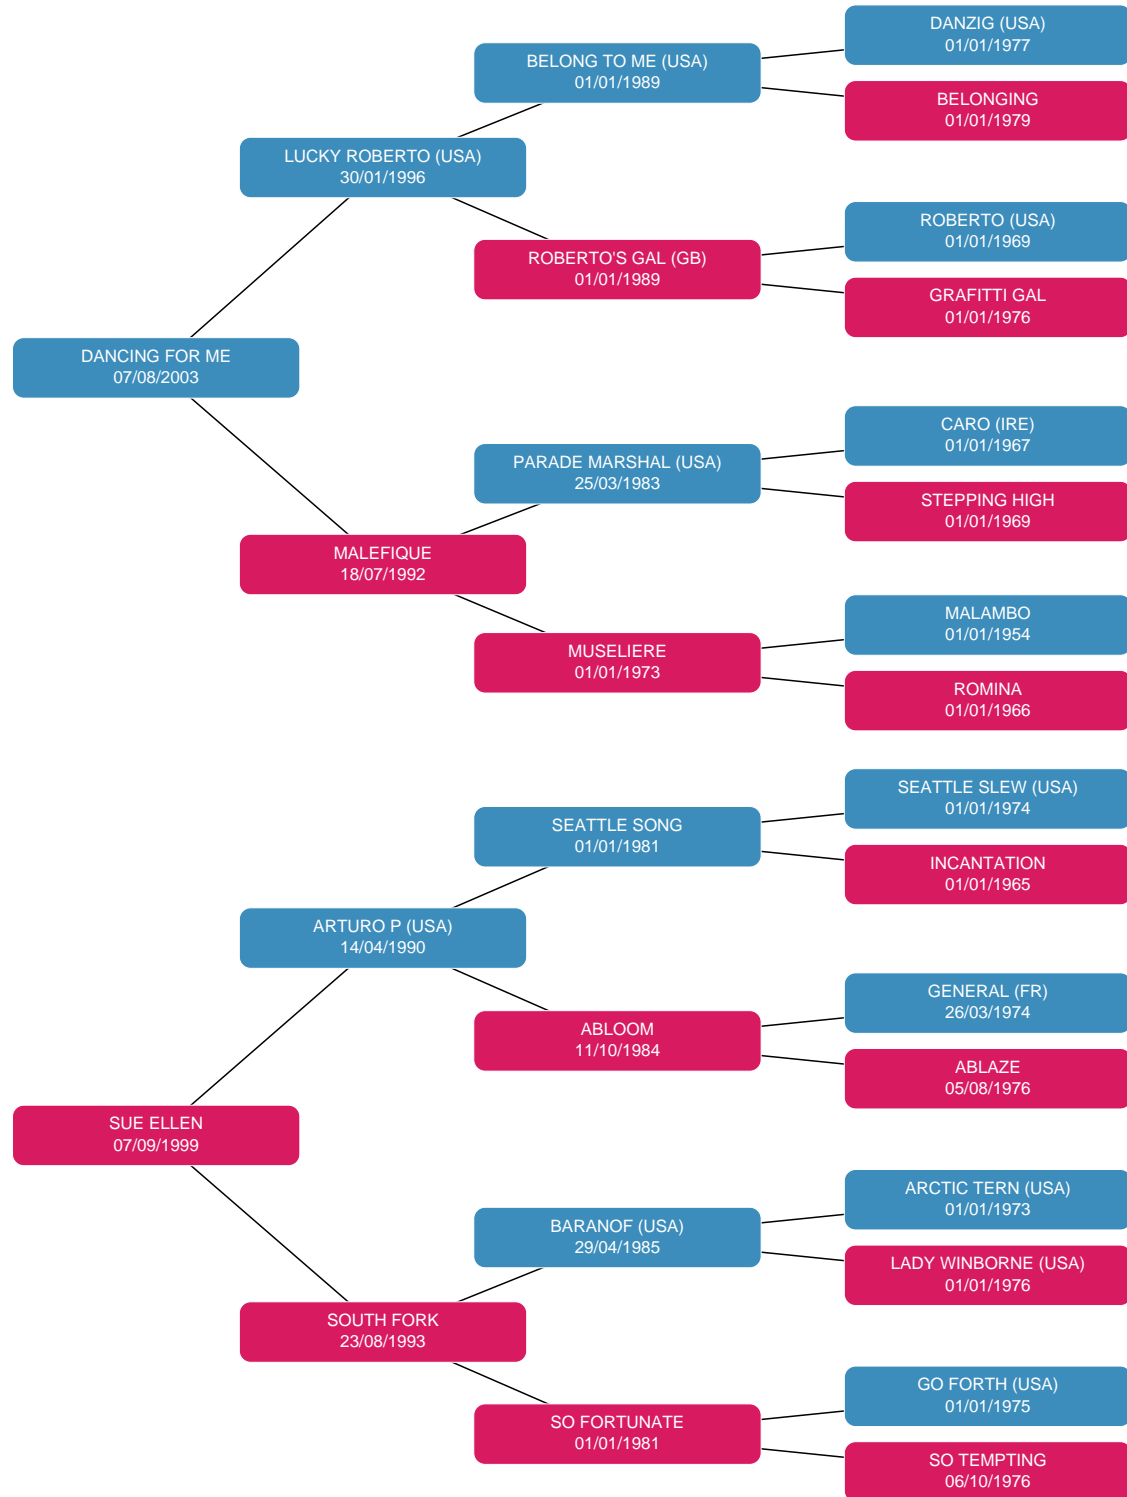 DANZIG (USA)
01/01/1977
BELONG TO ME (USA)
01/01/1989
BELONGING
01/01/1979
LUCKY ROBERTO (USA)
30/01/1996
ROBERTO (USA)
01/01/1969
ROBERTO'S GAL (GB)
01/01/1989
GRAFITTI GAL
01/01/1976
DANCING FOR ME
07/08/2003
CARO (IRE)
01/01/1967
PARADE MARSHAL (USA)
25/03/1983
STEPPING HIGH
01/01/1969
MALEFIQUE
18/07/1992
MALAMBO
01/01/1954
MUSELIERE
01/01/1973
ROMINA
01/01/1966
SEATTLE SLEW (USA)
01/01/1974
SEATTLE SONG
01/01/1981
INCANTATION
01/01/1965
ARTURO P (USA)
14/04/1990
GENERAL (FR)
26/03/1974
ABLOOM
11/10/1984
ABLAZE
05/08/1976
SUE ELLEN
07/09/1999
ARCTIC TERN (USA)
01/01/1973
BARANOF (USA)
29/04/1985
LADY WINBORNE (USA)
01/01/1976
SOUTH FORK
23/08/1993
GO FORTH (USA)
01/01/1975
SO FORTUNATE
01/01/1981
SO TEMPTING
06/10/1976